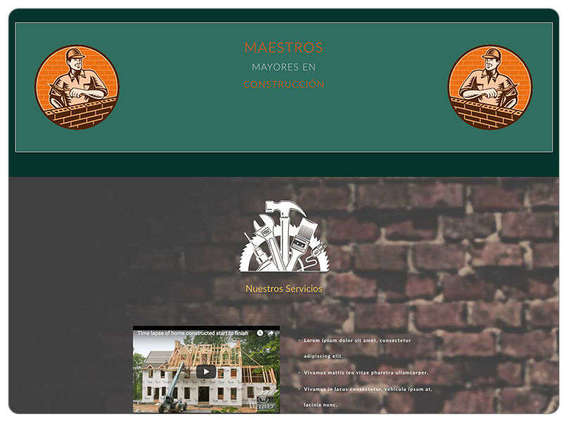 MAESTROS
MAYORES EN
CONSTRUCCIÓN
Nuestros Servicios
Time lapse of home constructed start to finish
Lorem ipsum dolor sit amet, consectetur
adipiscing elit.
Vivamus mattis leo vitae pharetra ullamcorper.
Vivamus in lacus consectetur, vehicula ipsum at,
facisis nunc.